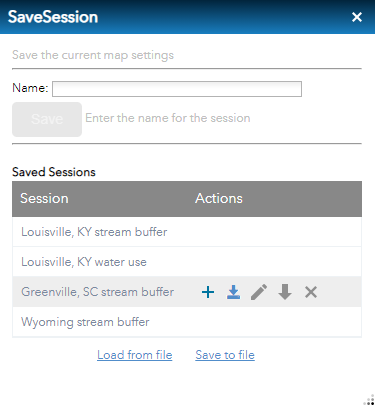 SaveSession
Save the current map settings
Name:
Save Enter the name for the session
Saved Sessions
Session Actions
Louisville, KY stream buffer
Louisville, KY water use
Greenville, SC stream buffer
Wyoming stream buffer
Load from file Save to file